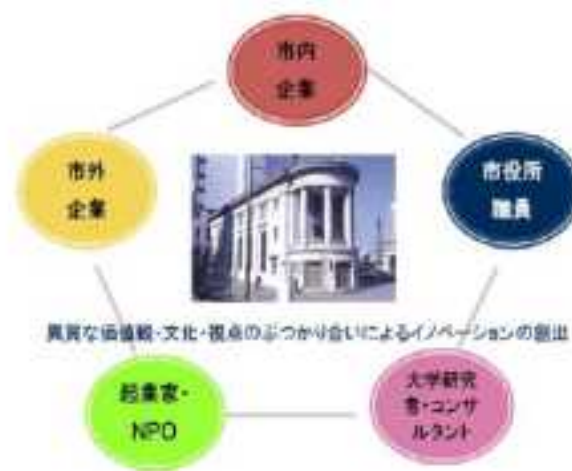 市内
企業
市外
企業
市役所
職員
異質な価値観・文化・視点のぶつかり合いによるイノベーションの創出
起業家・
NPO
大学研究
者・コンサ
ルタント